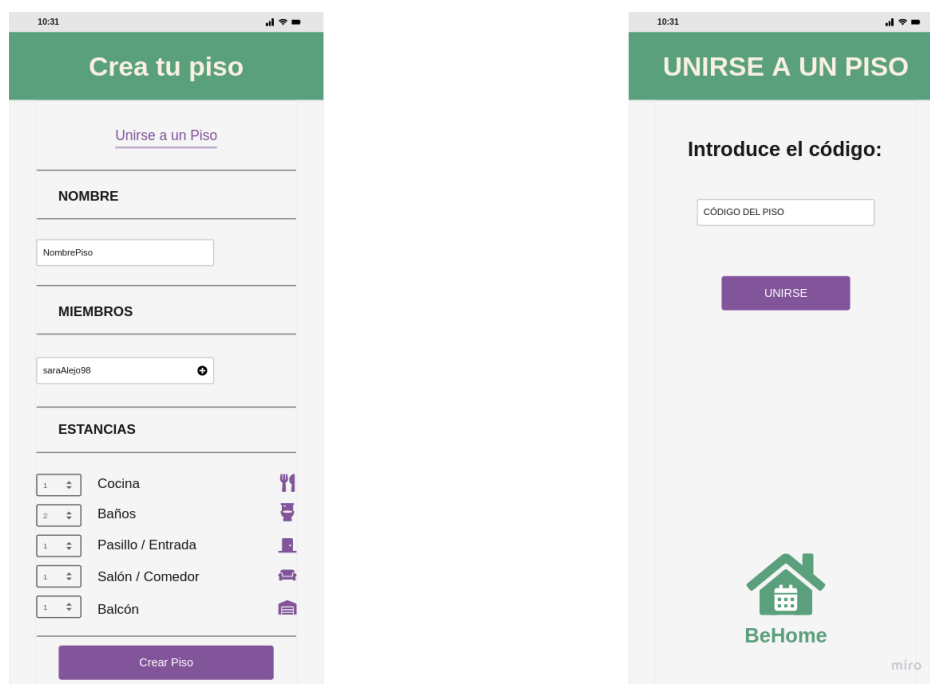 10:31
Crea tu piso
Unirse a un Piso
NOMBRE
NombrePiso
MIEMBROS
saraAlejo98
ESTANCIAS
1 Cocina
2 Baños
1 Pasillo / Entrada
1 Salón / Comedor
1 Balcón
Crear Piso
10:31
UNIRSE A UN PISO
Introduce el código:
CÓDIGO DEL PISO
UNIRSE
BeHome
miro